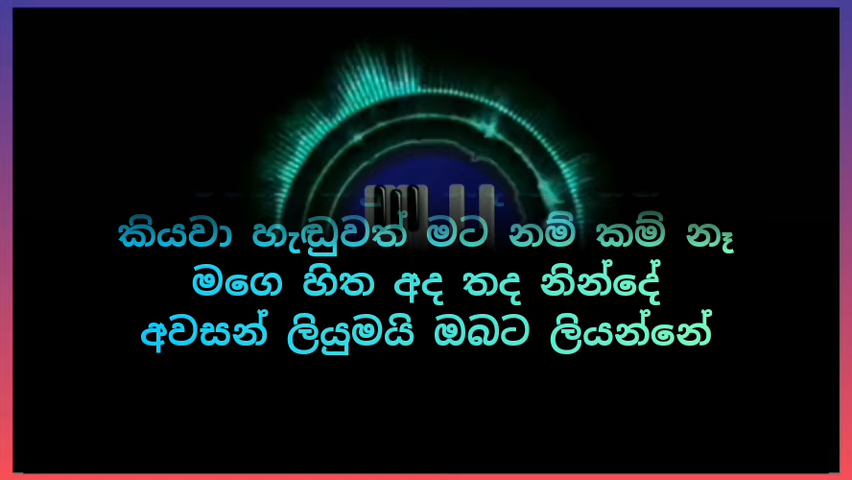 කියවා හැඬුවත් මට නම් කම් නෑ
මගෙ හිත අද තද නින්දේ
අවසන් ලියුමයි ඔබට ලියන්නේ